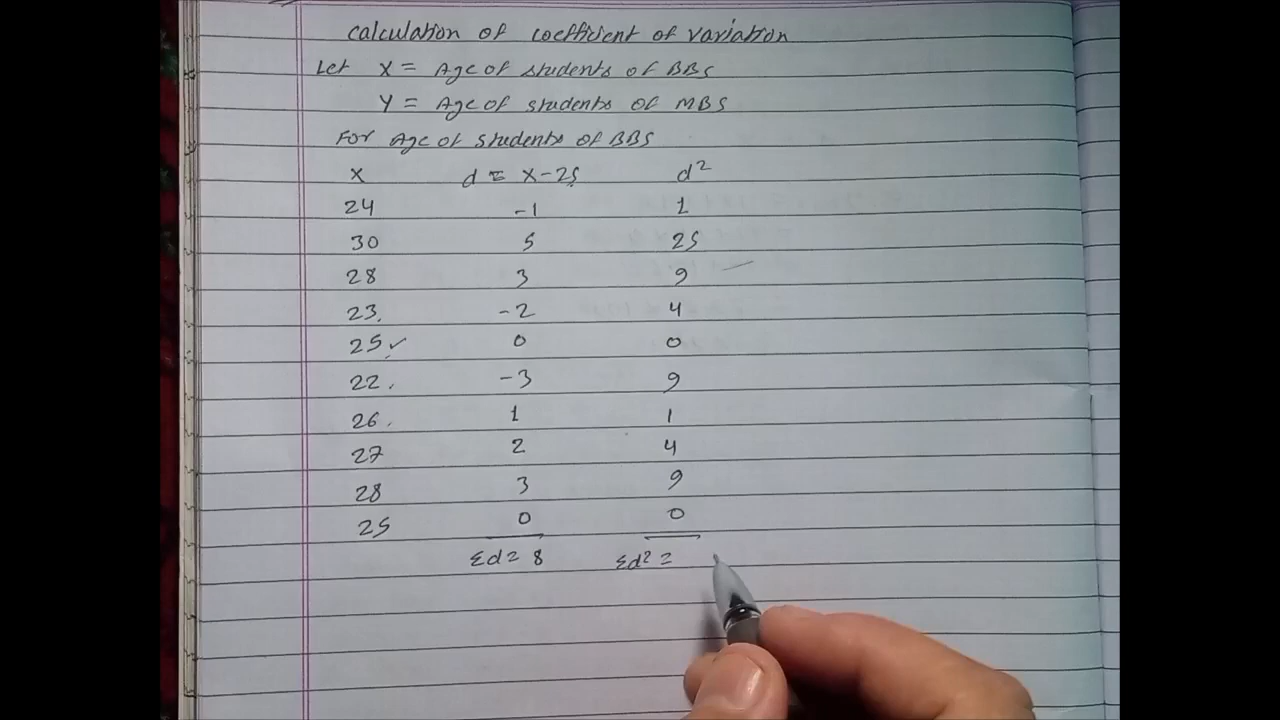 calculation of coefficient of variation
Let X = Age of students of BBS
Y = Age of students of MBS
For Age of students of BBS
X d = X-25 d²
24 -1 1
30 5 25
28 3 9
23 -2 4
25 ✓ 0 0
22 -3 9
26 1 1
27 2 4
28 3 9
25 0 0
Σd = 8 Σd² =